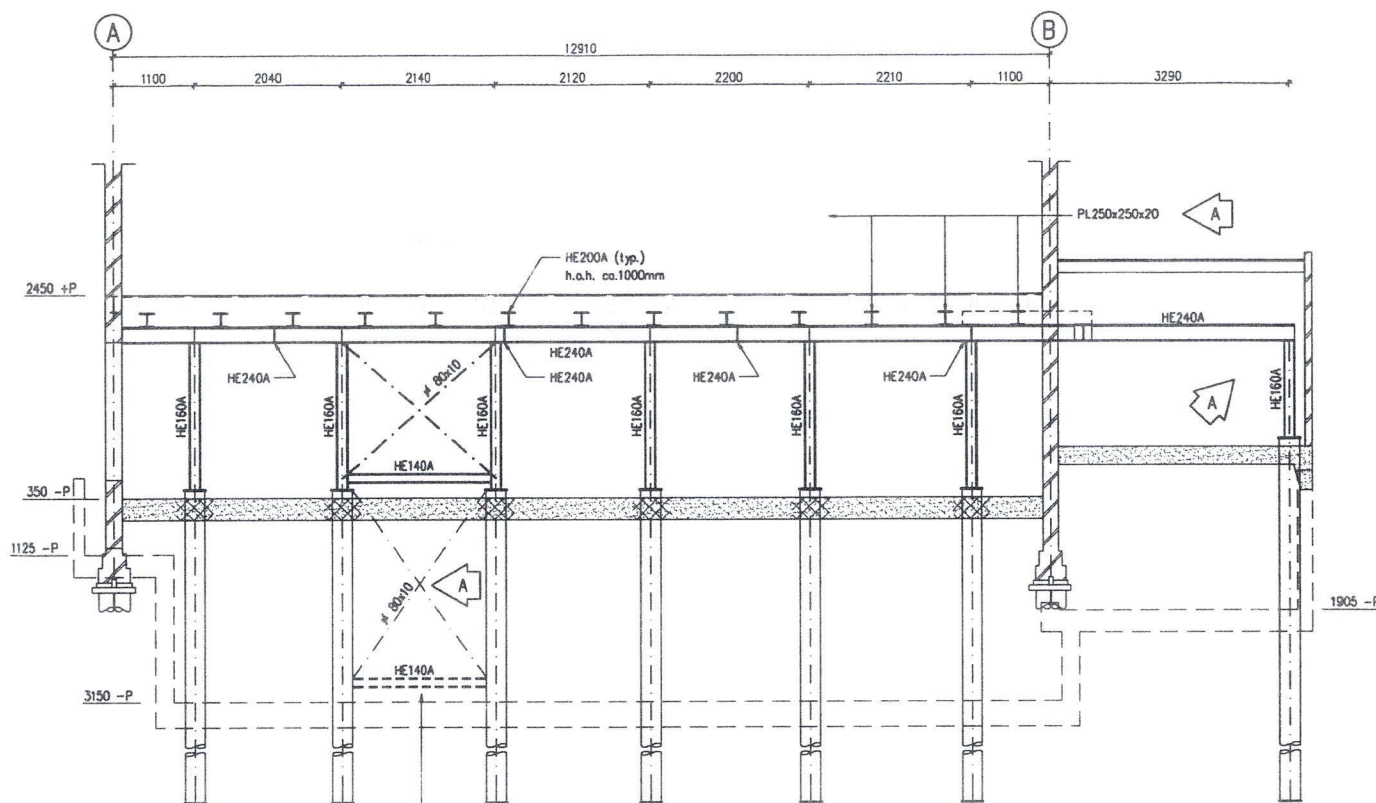 A
B
12910
1100
2040
2140
2120
2200
2210
1100
3290
PL250x250x20
A
HE200A (typ.)
h.o.h. ca.1000mm
2450 +P
HE240A
HE240A
HE240A
HE240A
HE240A
HE240A
80x10
HE160A
HE160A
HE160A
HE160A
HE160A
HE160A
HE160A
A
HE140A
350 -P
1125 -P
80x10
A
1905 -P
HE140A
3150 -P